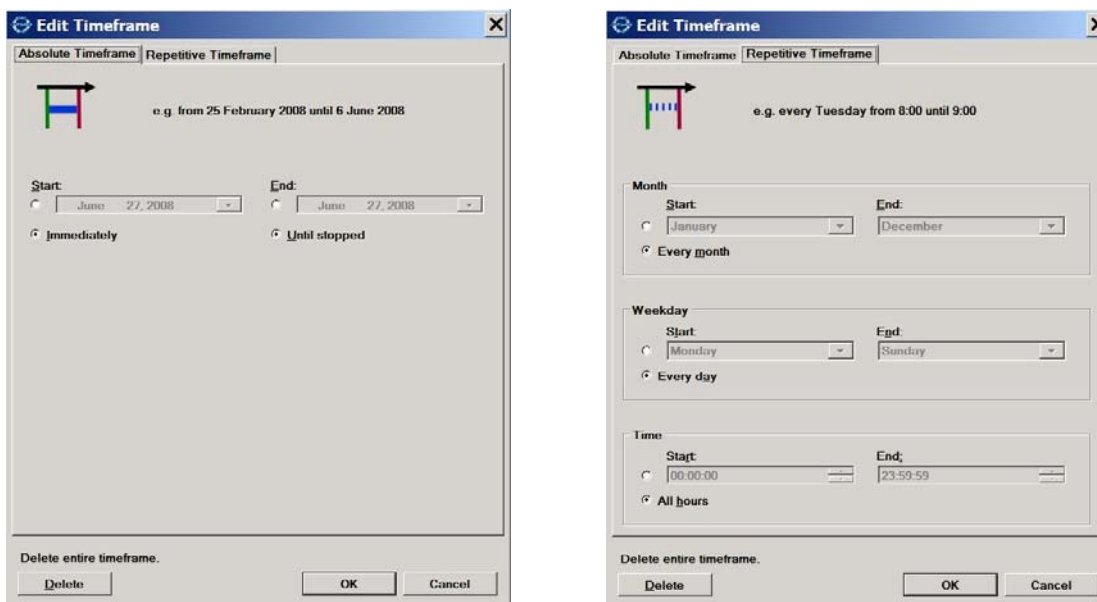 Edit Timeframe
Absolute Timeframe Repetitive Timeframe
e.g. from 25 February 2008 until 6 June 2008
Start: End:
June 27, 2008 June 27, 2008
Immediately Until stopped
Delete entire timeframe.
Delete OK Cancel
Edit Timeframe
Absolute Timeframe Repetitive Timeframe
e.g. every Tuesday from 8:00 until 9:00
Month
Start: End:
January December
Every month
Weekday
Start: End:
Monday Sunday
Every day
Time
Start: End:
00:00:00 23:59:59
All hours
Delete entire timeframe.
Delete OK Cancel